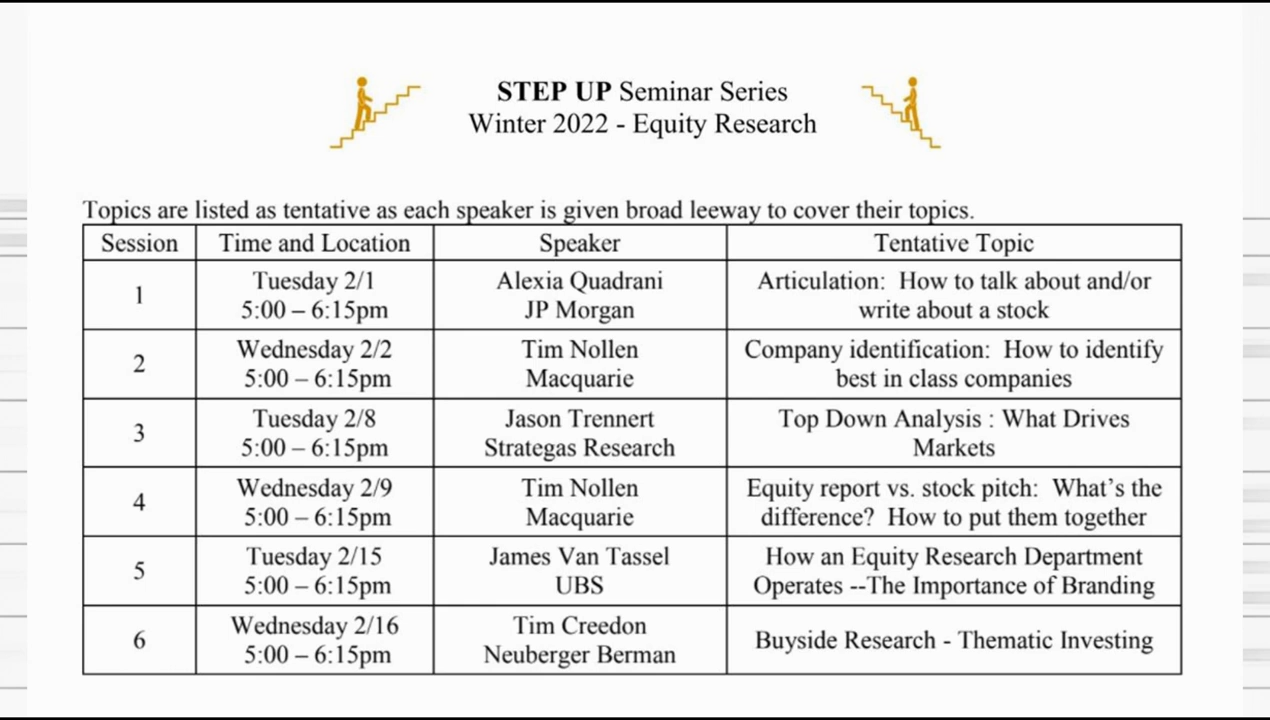 STEP UP Seminar Series
Winter 2022 - Equity Research
Topics are listed as tentative as each speaker is given broad leeway to cover their topics.
Session Time and Location Speaker Tentative Topic
1
Tuesday 2/1
5:00 – 6:15pm
Alexia Quadrani
JP Morgan
Articulation: How to talk about and/or
write about a stock
2
Wednesday 2/2
5:00 – 6:15pm
Tim Nollen
Macquarie
Company identification: How to identify
best in class companies
3
Tuesday 2/8
5:00 – 6:15pm
Jason Trennert
Strategas Research
Top Down Analysis : What Drives
Markets
4
Wednesday 2/9
5:00 – 6:15pm
Tim Nollen
Macquarie
Equity report vs. stock pitch: What’s the
difference? How to put them together
5
Tuesday 2/15
5:00 – 6:15pm
James Van Tassel
UBS
How an Equity Research Department
Operates --The Importance of Branding
6
Wednesday 2/16
5:00 – 6:15pm
Tim Creedon
Neuberger Berman
Buyside Research - Thematic Investing